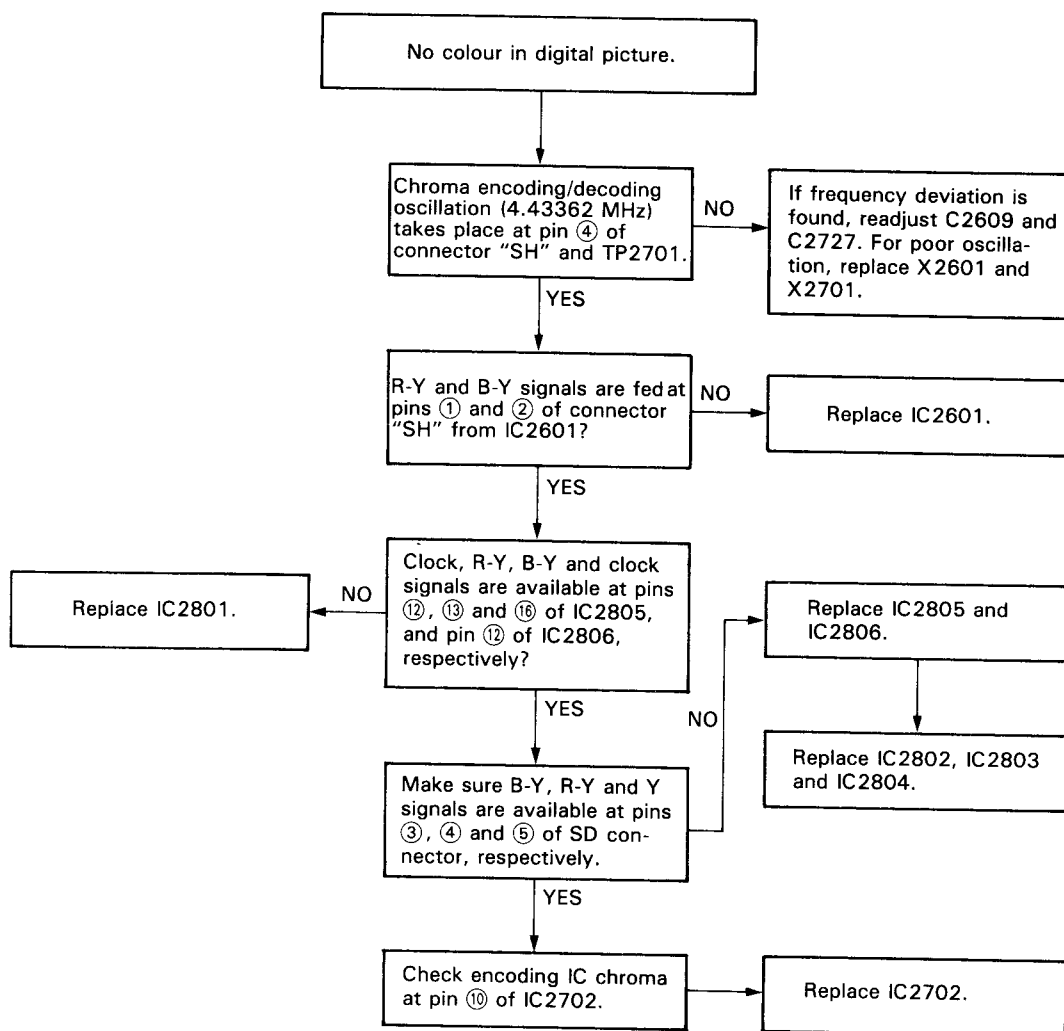 No colour in digital picture.
Chroma encoding/decoding
oscillation (4.43362 MHz)
takes place at pin ④ of
connector “SH” and TP2701.
NO
If frequency deviation is
found, readjust C2609 and
C2727. For poor oscilla-
tion, replace X2601 and
X2701.
YES
R-Y and B-Y signals are fed at
pins ① and ② of connector
“SH” from IC2601?
NO
Replace IC2601.
YES
Clock, R-Y, B-Y and clock
signals are available at pins
⑫, ⑬ and ⑯ of IC2805,
and pin ⑫ of IC2806,
respectively?
NO
Replace IC2801.
YES
Make sure B-Y, R-Y and Y
signals are available at pins
③, ④ and ⑤ of SD con-
nector, respectively.
NO
Replace IC2805 and
IC2806.
Replace IC2802, IC2803
and IC2804.
YES
Check encoding IC chroma
at pin ⑩ of IC2702.
Replace IC2702.